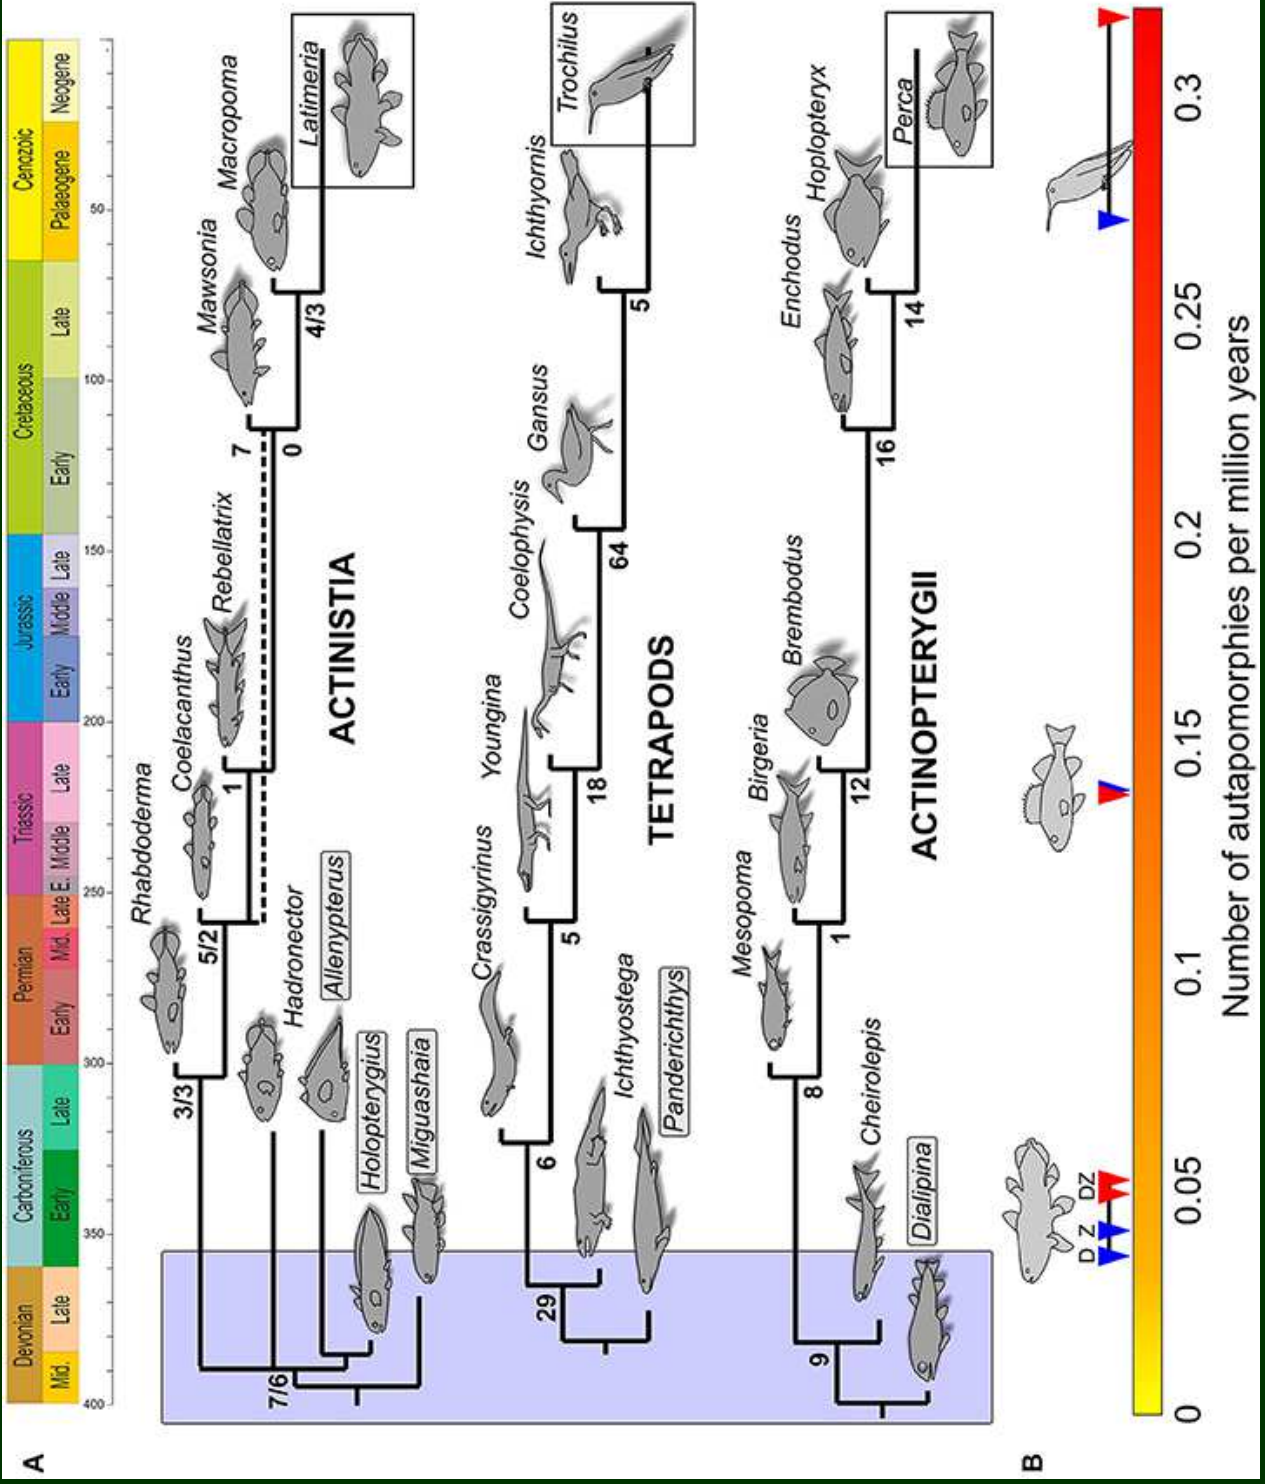 A
Devonian
Carboniferous
Permian
Triassic
Jurassic
Cretaceous
Cenozoic
Mid.
Late
Early
Late
Early
Mid.
Late
E.
Middle
Late
Early
Middle
Late
Early
Late
Palaeogene
Neogene
400
350
300
250
200
150
100
50
Rhabdoderma
Coelacanthus
Rebellatrix
Mawsonia
Macropoma
Latimeria
Hadronector
Allenypterus
Holopterygius
Miguashaia
7/6
3/3
5/2
1
7
0
4/3
ACTINISTIA
Crassigyrinus
Youngina
Coelophysis
Gansus
Ichthyornis
Trochilus
Ichthyostega
Panderichthys
29
6
5
18
64
5
TETRAPODS
Mesopoma
Birgeria
Brembodus
Enchodus
Hoplopteryx
Perca
Cheirolepis
Dialipina
9
8
1
12
16
14
ACTINOPTERYGII
B
D Z DZ
0 0.05 0.1 0.15 0.2 0.25 0.3
Number of autapomorphies per million years